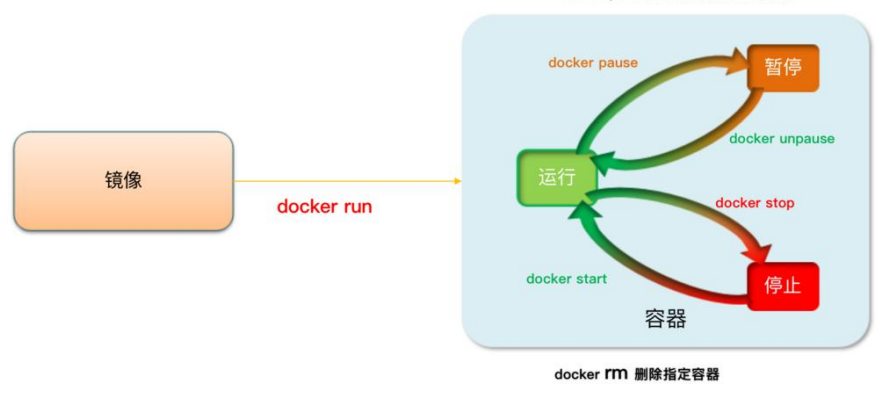 docker pause
暂停
docker unpause
镜像
运行
docker run
docker stop
docker start
停止
容器
docker rm 删除指定容器